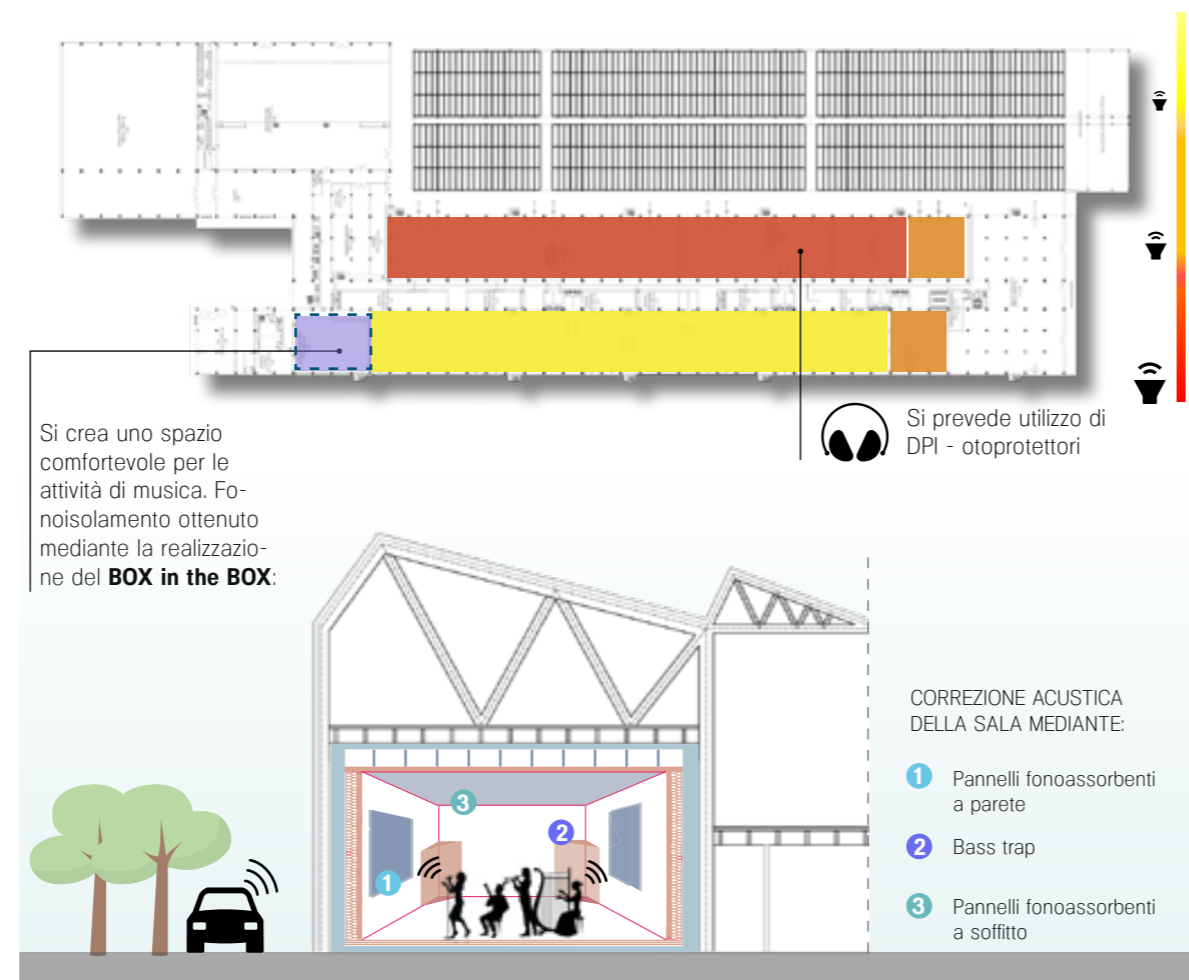 Si prevede utilizzo di
DPI - otoprotettori
Si crea uno spazio
comfortevole per le
attività di musica. Fo-
noisolamento ottenuto
mediante la realizzazio-
ne del BOX in the BOX:
CORREZIONE ACUSTICA
DELLA SALA MEDIANTE:
1 Pannelli fonoassorbenti
a parete
2 Bass trap
3 Pannelli fonoassorbenti
a soffitto
3
2
1